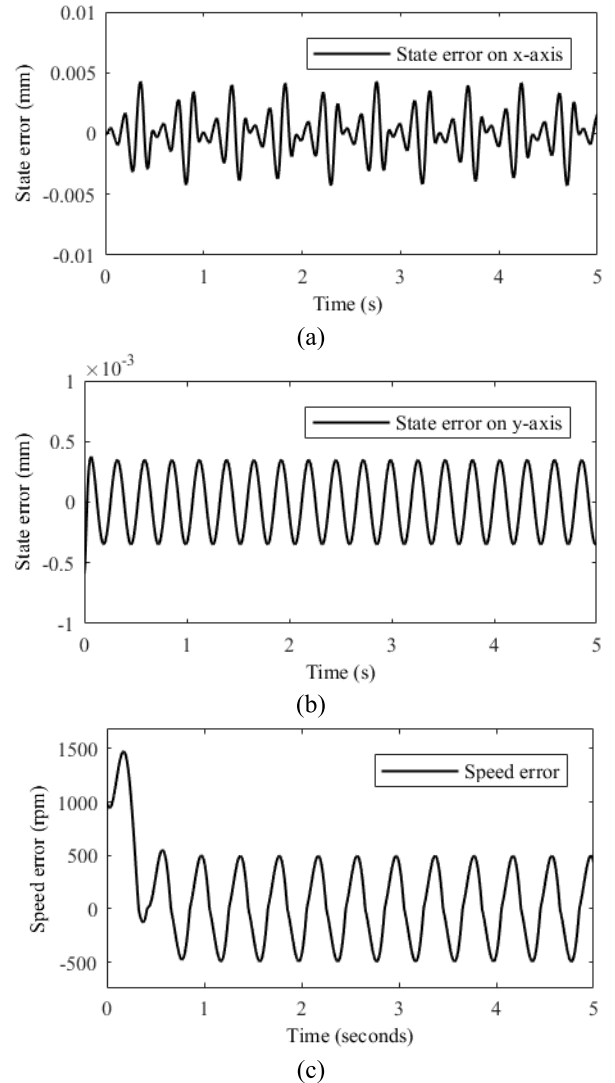 0.01
State error on x-axis
0.005
0
-0.005
-0.01
State error (mm)
0 1 2 3 4 5
Time (s)
(a)
×10⁻³
1
State error on y-axis
0.5
0
-0.5
-1
State error (mm)
0 1 2 3 4 5
Time (s)
(b)
1500
Speed error
1000
500
0
-500
Speed error (rpm)
0 1 2 3 4 5
Time (seconds)
(c)